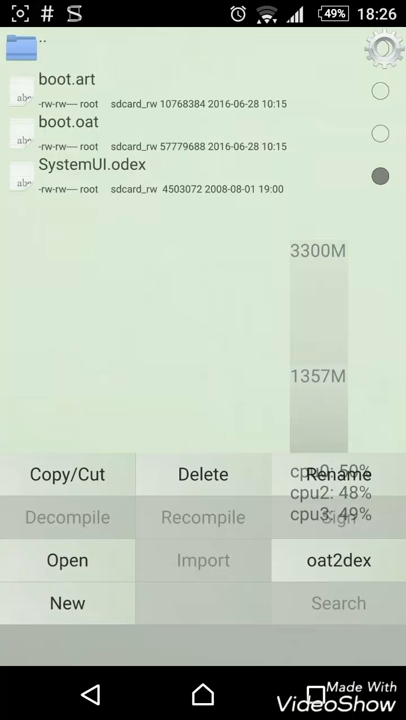 49% 18:26
..
boot.art
-rw-rw---- root sdcard_rw 10768384 2016-06-28 10:15
boot.oat
-rw-rw---- root sdcard_rw 57779688 2016-06-28 10:15
SystemUI.odex
-rw-rw---- root sdcard_rw 4503072 2008-08-01 19:00
3300M
1357M
Copy/Cut Delete Rename
cpu0: 50%
cpu2: 48%
cpu3: 49%
Decompile Recompile Sign
Open Import oat2dex
New Search
Made With
VideoShow